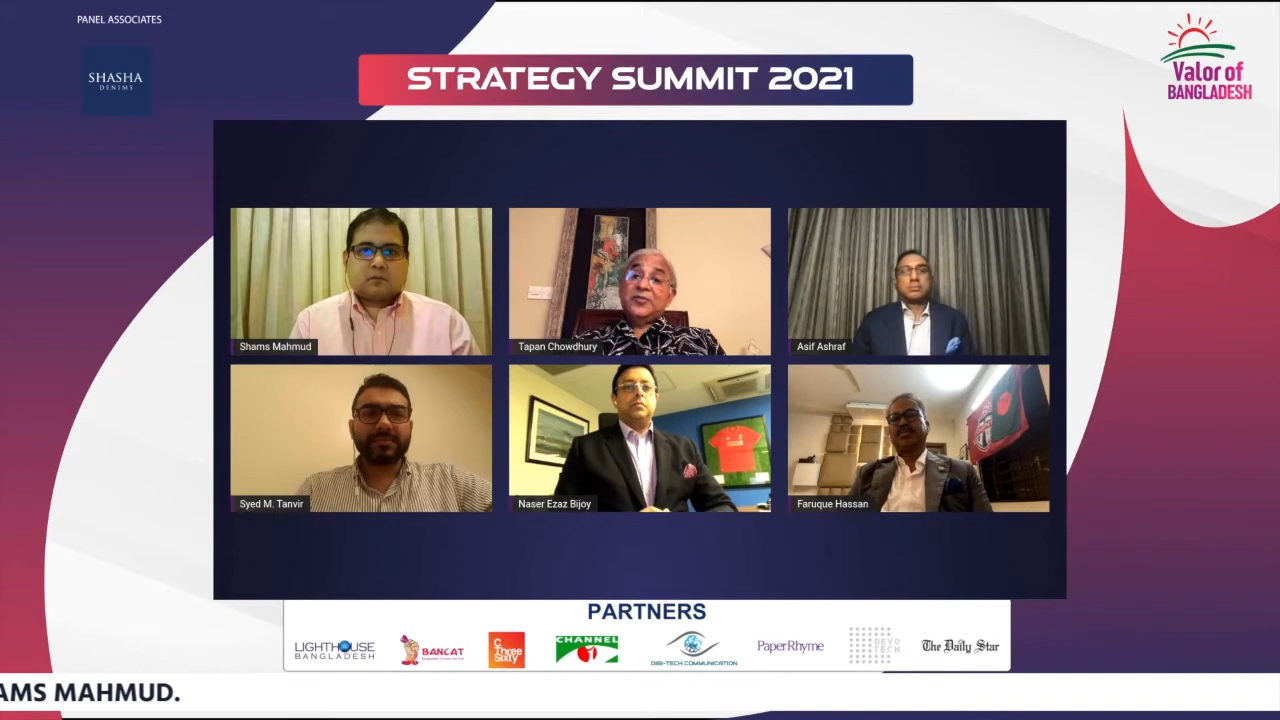 PANEL ASSOCIATES
SHASHA
DENIMS
STRATEGY SUMMIT 2021
Valor of
BANGLADESH
Shams Mahmud
Tapan Chowdhury
Asif Ashraf
Syed M. Tanvir
Naser Ezaz Bijoy
Faruque Hassan
PARTNERS
LIGHTHOUSE
BANGLADESH
BANCAT
C
Three
Sixty
CHANNEL
DIGI-TECH COMMUNICATION
PaperRhyme
DEVO
TECH
The Daily Star
AMS MAHMUD.